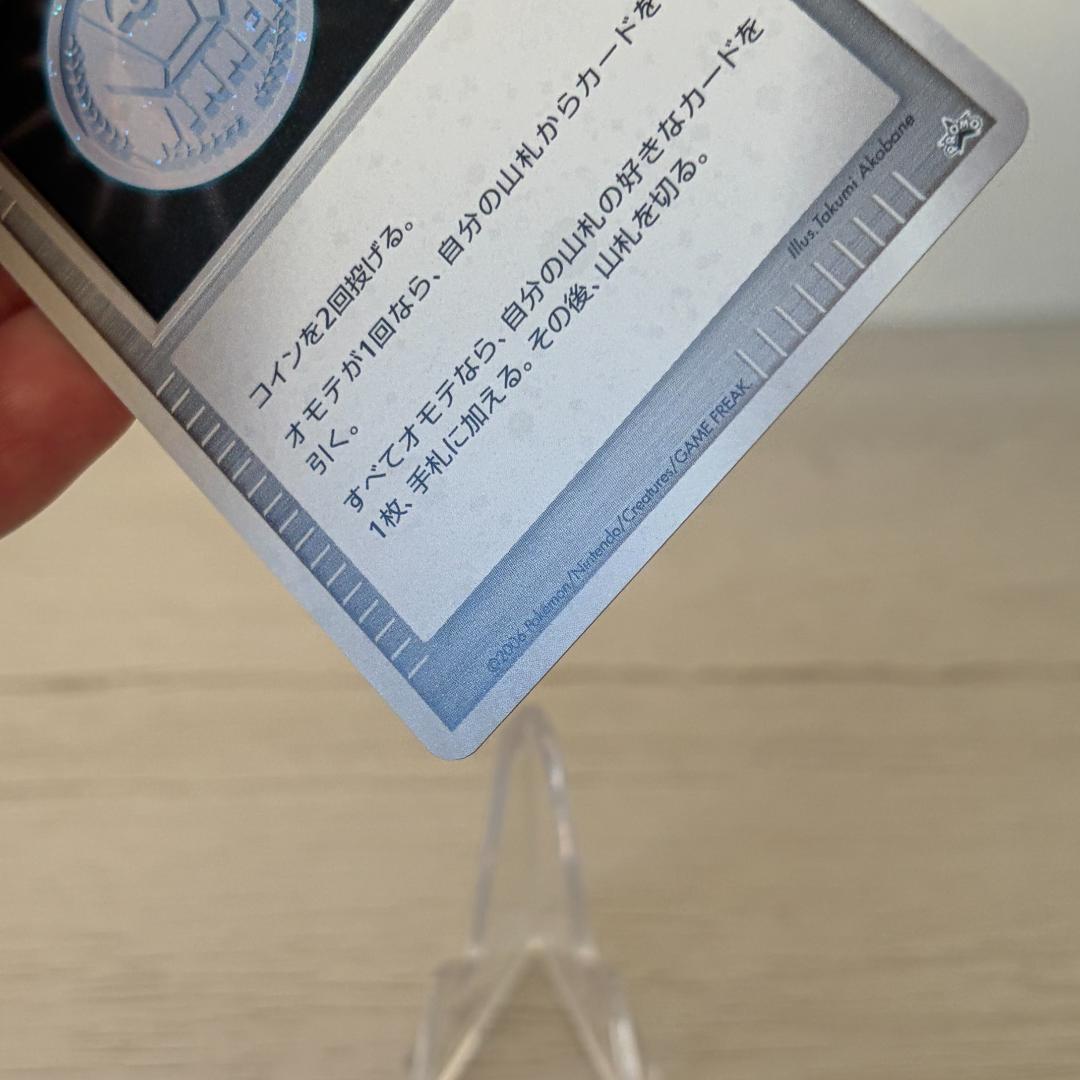 コインを2回投げる。
オモテが1回なら、自分の山札からカードを
引く。
すべてオモテなら、自分の山札の好きなカードを
1枚、手札に加える。その後、山札を切る。
Illus. Takumi Akabane
©2006 Pokémon/Nintendo/Creatures/GAME FREAK.